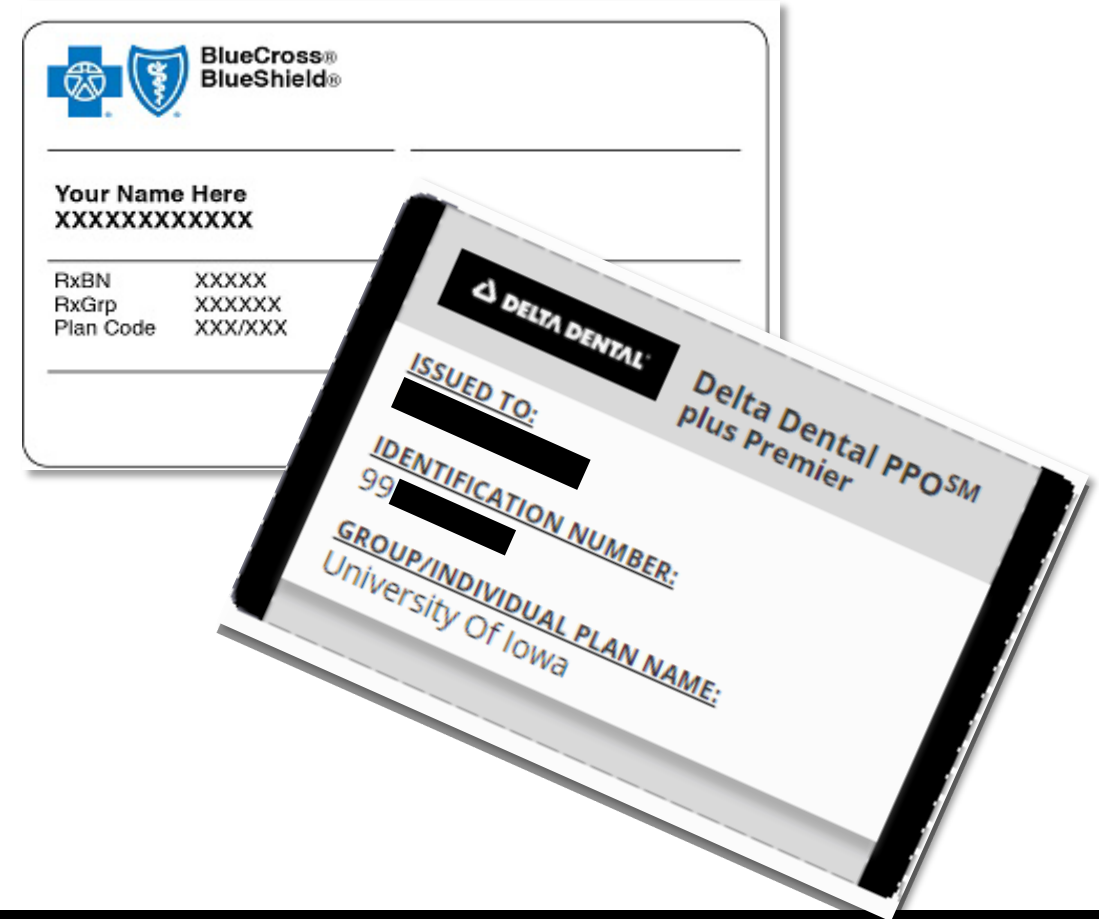 BlueCross®
BlueShield®
Your Name Here
XXXXXXXXXXXX
RxBN XXXXX
RxGrp XXXXXX
Plan Code XXX/XXX
DELTA DENTAL
Delta Dental PPO℠
plus Premier
ISSUED TO:
IDENTIFICATION NUMBER:
99
GROUP/INDIVIDUAL PLAN NAME:
University Of Iowa